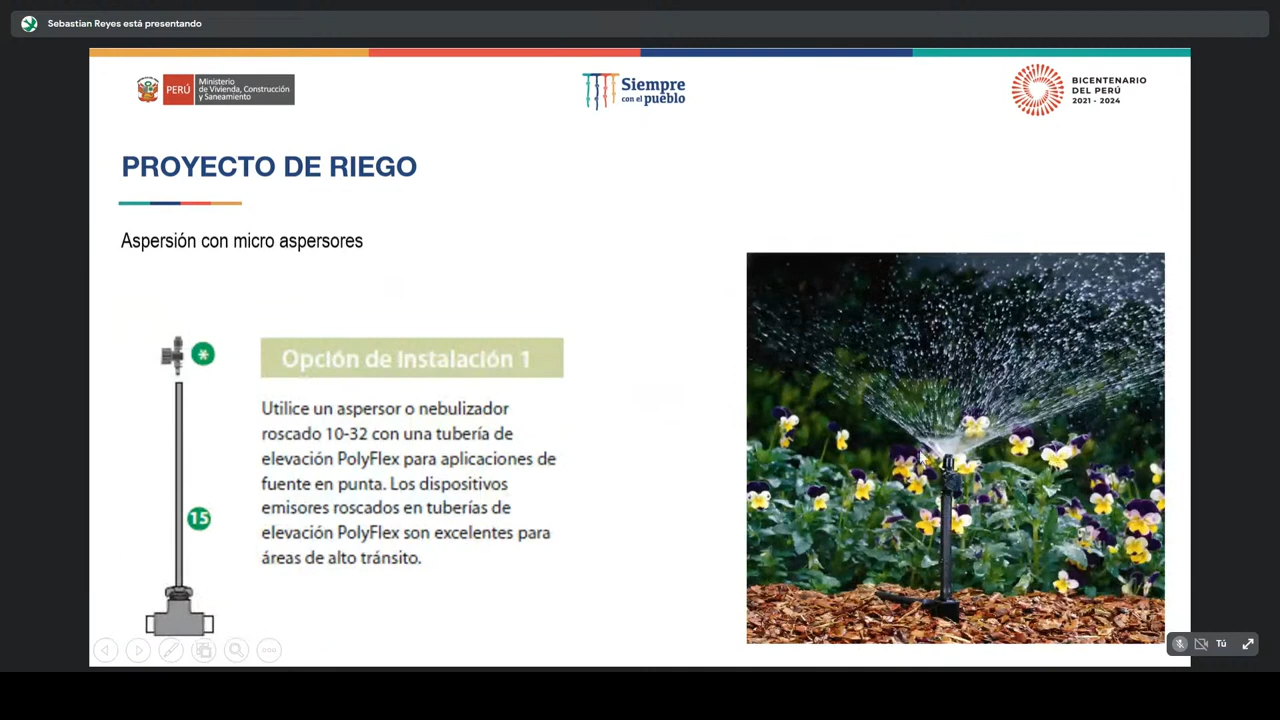 Sebastian Reyes está presentando
PERÚ
Ministerio
de Vivienda, Construcción
y Saneamiento
Siempre
con el pueblo
BICENTENARIO
DEL PERÚ
2021 - 2024
PROYECTO DE RIEGO
Aspersión con micro aspersores
*
Opción de instalación 1
Utilice un aspersor o nebulizador
roscado 10-32 con una tubería de
elevación PolyFlex para aplicaciones de
fuente en punta. Los dispositivos
emisores roscados en tuberías de
elevación PolyFlex son excelentes para
áreas de alto tránsito.
15
Tú